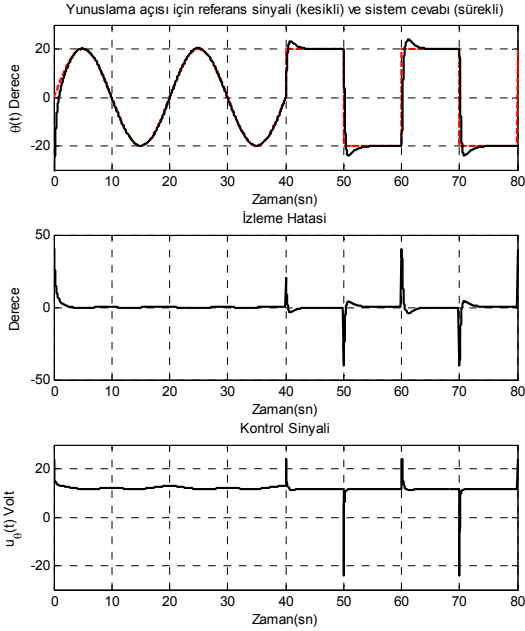 Yunuslama açısı için referans sinyali (kesikli) ve sistem cevabı (sürekli)
θ(t) Derece
20
0
-20
0 10 20 30 40 50 60 70 80
Zaman(sn)
İzleme Hatasi
Derece
50
0
-50
0 10 20 30 40 50 60 70 80
Zaman(sn)
Kontrol Sinyali
uθ(t) Volt
20
0
-20
0 10 20 30 40 50 60 70 80
Zaman(sn)